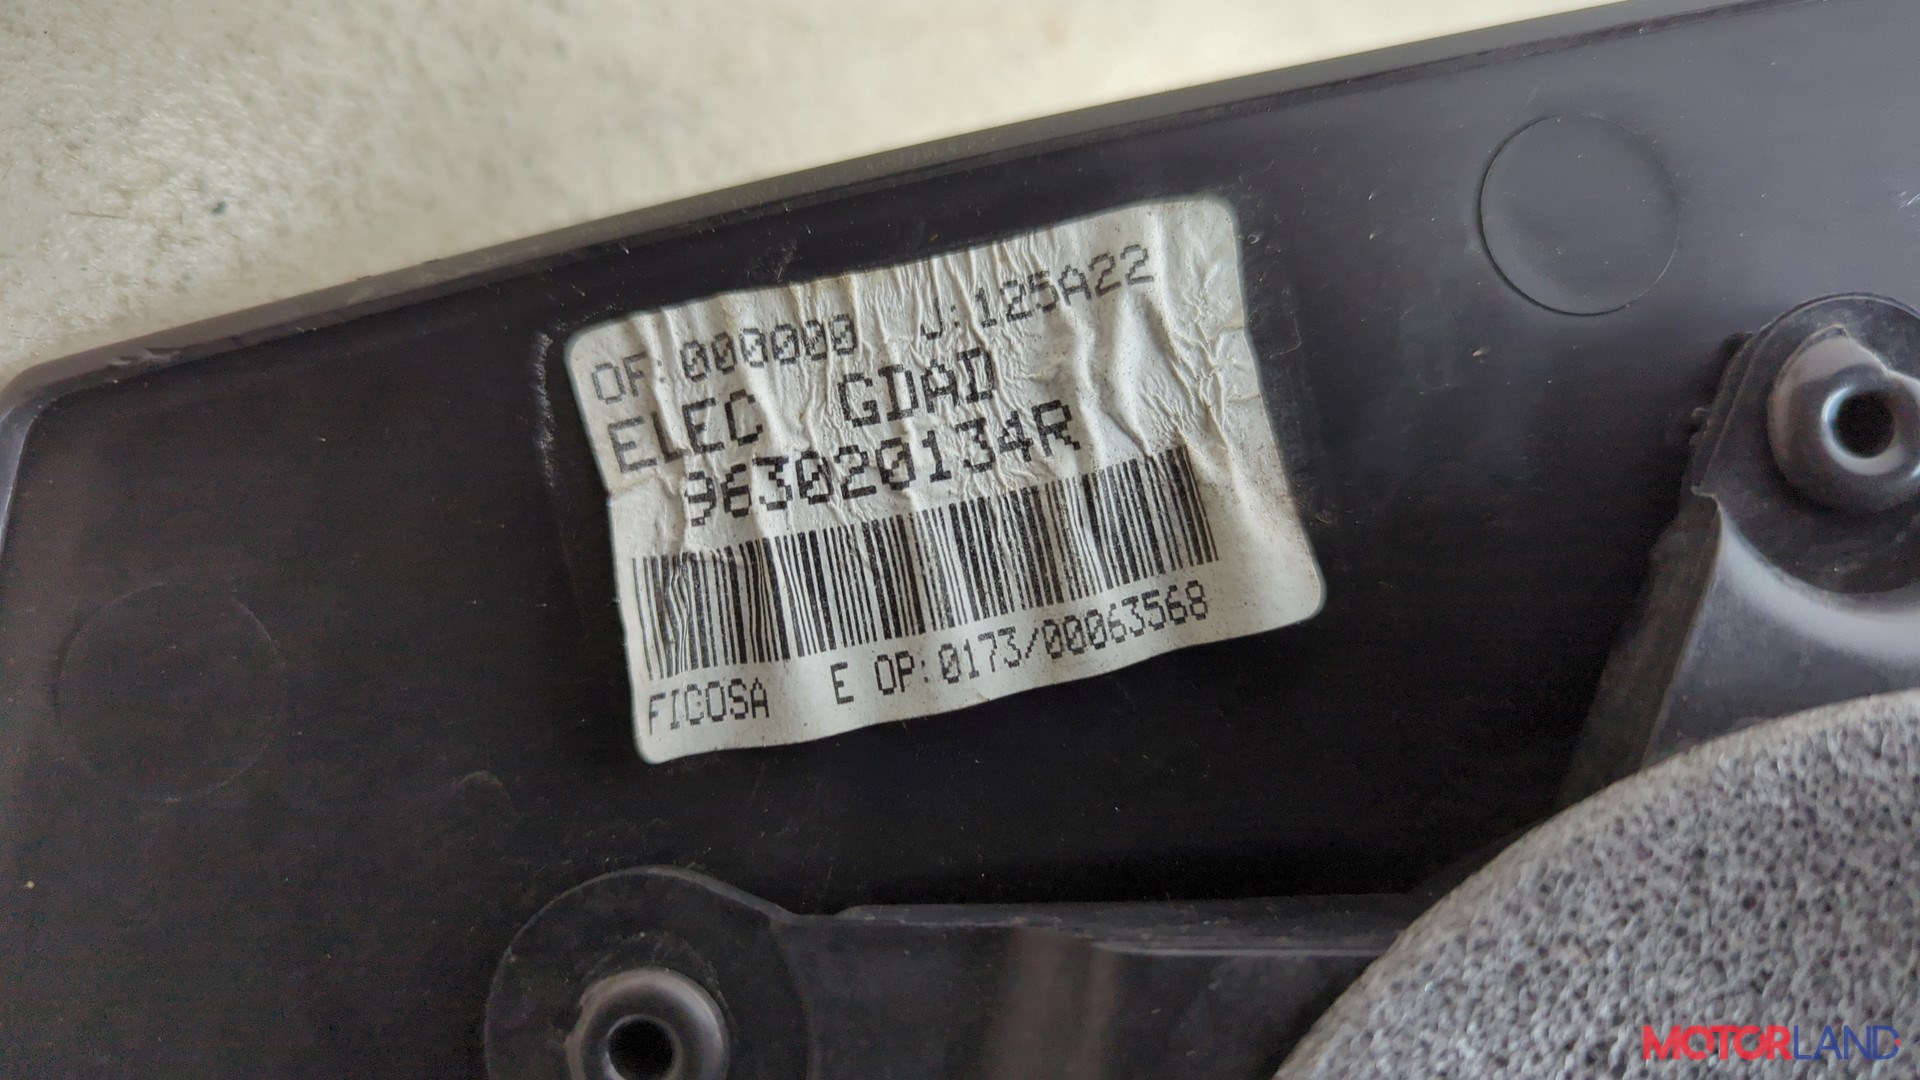 OF:000000 J:125A22
ELEC GDAD
963020134R
FICOSA E OP:0173/00063568
MOTORLAND